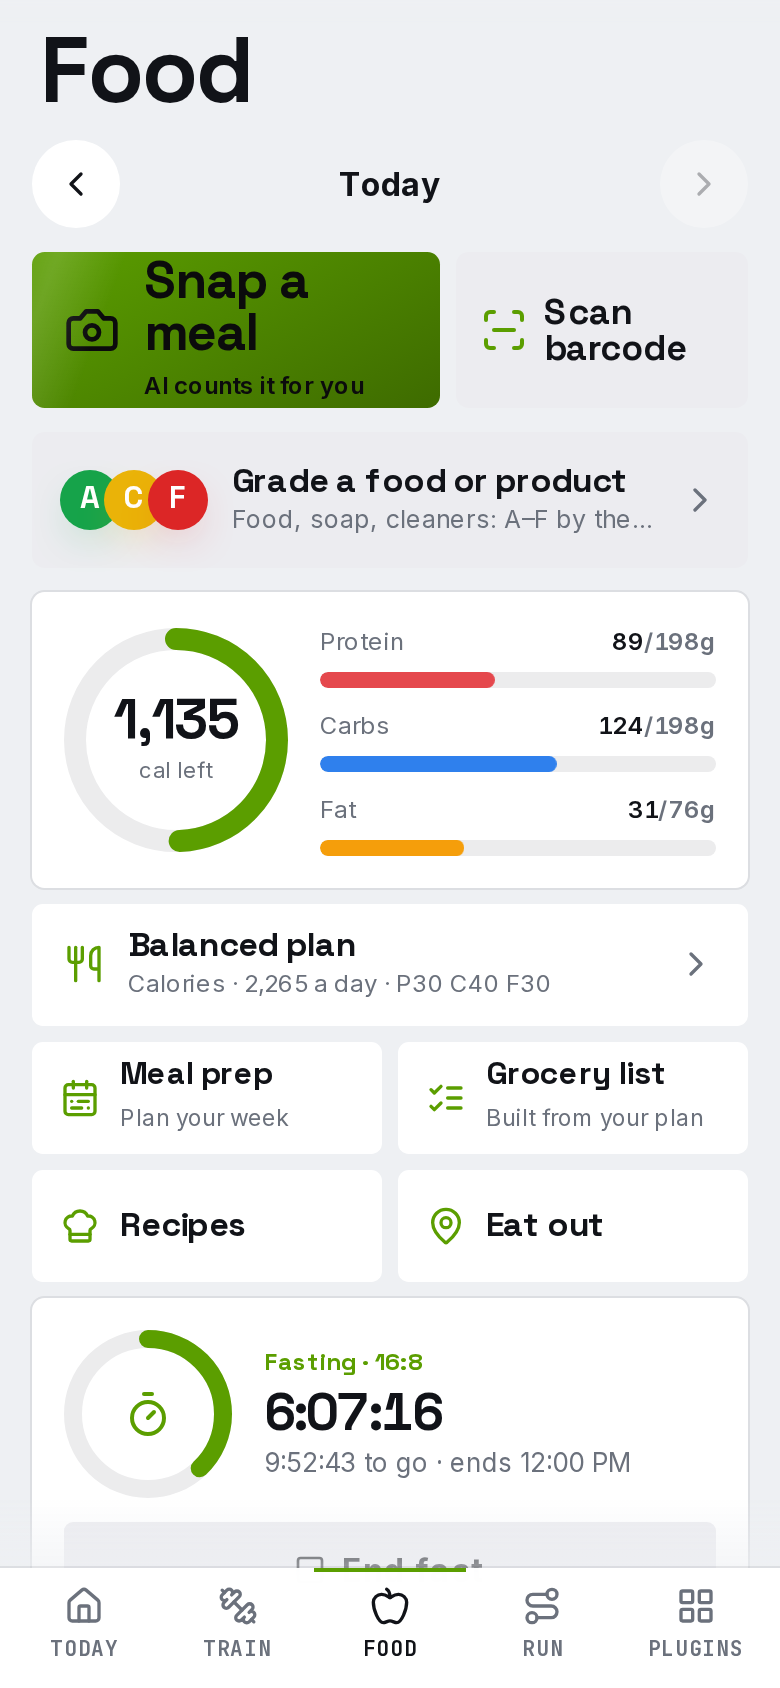 Food
Today
Snap a
meal
AI counts it for you
Scan
barcode
A C F
Grade a food or product
Food, soap, cleaners: A–F by the...
1,135
cal left
Protein 89/198g
Carbs 124/198g
Fat 31/76g
Balanced plan
Calories · 2,265 a day · P30 C40 F30
Meal prep
Plan your week
Grocery list
Built from your plan
Recipes
Eat out
Fasting · 16:8
6:07:16
9:52:43 to go · ends 12:00 PM
End fast
TODAY TRAIN FOOD RUN PLUGINS